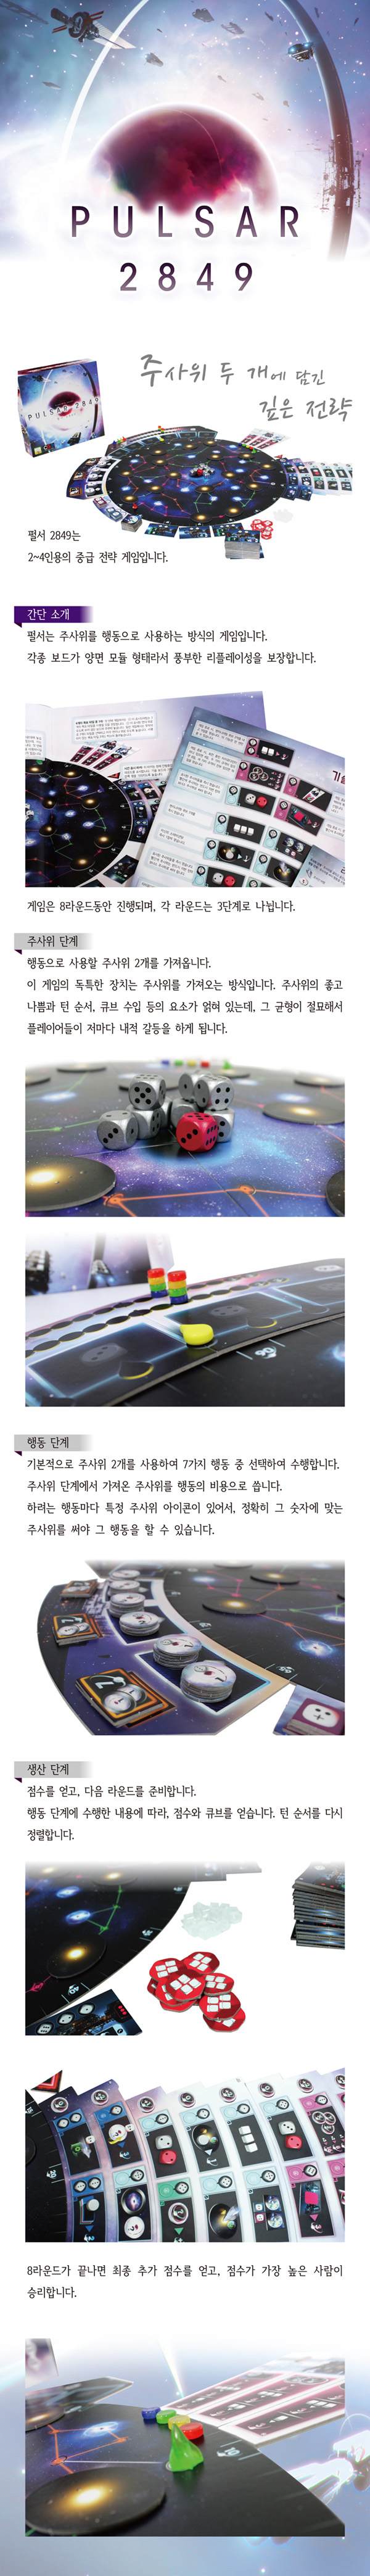 PULSAR
2849
주사위 두 개에 담긴
깊은 전략
PULSAR 2849
펄서 2849는
2~4인용의 중급 전략 게임입니다.
간단 소개
펄서는 주사위를 행동으로 사용하는 방식의 게임입니다.
각종 보드가 양면 모듈 형태라서 풍부한 리플레이성을 보장합니다.
게임은 8라운드동안 진행되며, 각 라운드는 3단계로 나뉩니다.
주사위 단계
행동으로 사용할 주사위 2개를 가져옵니다.
이 게임의 독특한 장치는 주사위를 가져오는 방식입니다. 주사위의 좋고
나쁨과 턴 순서, 큐브 수입 등의 요소가 얽혀 있는데, 그 균형이 절묘해서
플레이어들이 저마다 내적 갈등을 하게 됩니다.
행동 단계
기본적으로 주사위 2개를 사용하여 7가지 행동 중 선택하여 수행합니다.
주사위 단계에서 가져온 주사위를 행동의 비용으로 씁니다.
하려는 행동마다 특정 주사위 아이콘이 있어서, 정확히 그 숫자에 맞는
주사위를 써야 그 행동을 할 수 있습니다.
생산 단계
점수를 얻고, 다음 라운드를 준비합니다.
행동 단계에 수행한 내용에 따라, 점수와 큐브를 얻습니다. 턴 순서를 다시
정렬합니다.
8라운드가 끝나면 최종 추가 점수를 얻고, 점수가 가장 높은 사람이
승리합니다.